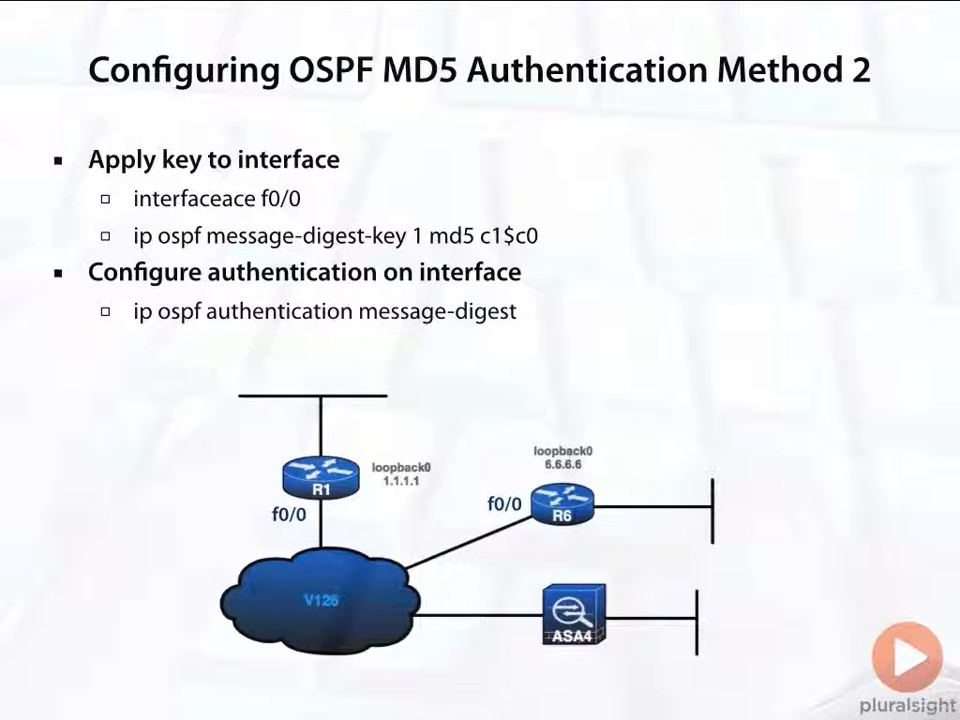 Configuring OSPF MD5 Authentication Method 2
Apply key to interface
interfaceace f0/0
ip ospf message-digest-key 1 md5 c1$c0
Configure authentication on interface
ip ospf authentication message-digest
loopback0
6.6.6.6
loopback0
1.1.1.1
R1
f0/0
f0/0
R6
V126
ASA4
pluralsight